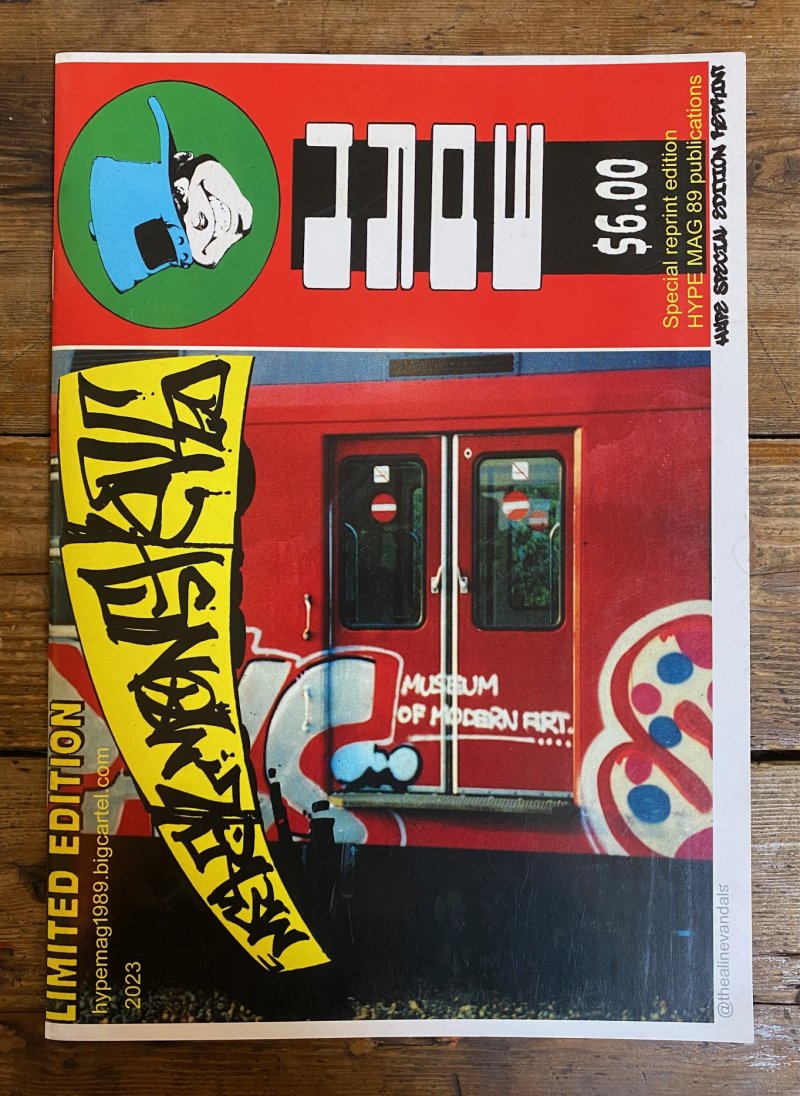 HYPE
$6.00
Special reprint edition
HYPE MAG 89 publications
HYPE SPECIAL EDITION REPRINT
LIMITED EDITION
hypemag1989.bigcartel.com
2023
MUSEUM
OF MODERN ART.
@thealinevandals